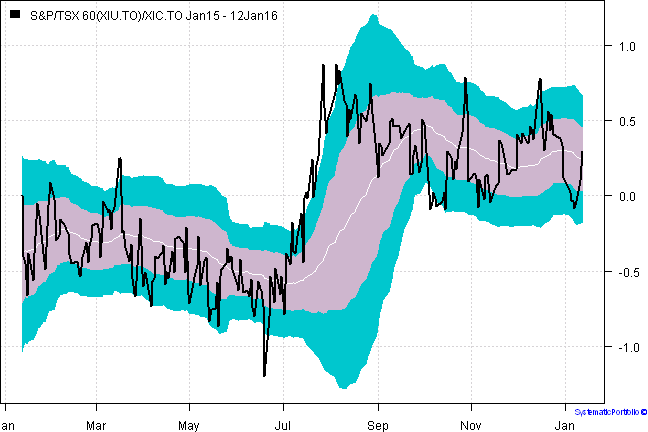 S&P/TSX 60(XIU.TO)/XIC.TO Jan15 - 12Jan16
1.0
0.5
0.0
-0.5
-1.0
an Mar May Jul Sep Nov Jan
SystematicPortfolio ©